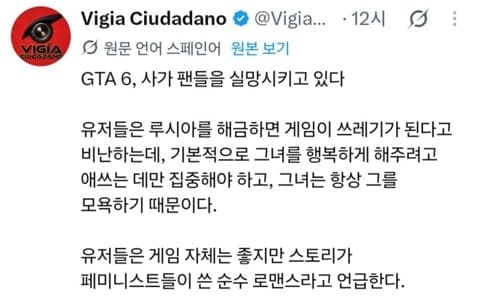 VIGÍA
CIUDADANO
Vigia Ciudadano @Vigia... · 12시
원문 언어 스페인어 원본 보기
GTA 6, 사가 팬들을 실망시키고 있다
유저들은 루시아를 해금하면 게임이 쓰레기가 된다고
비난하는데, 기본적으로 그녀를 행복하게 해주려고
애쓰는 데만 집중해야 하고, 그녀는 항상 그를
모욕하기 때문이다.
유저들은 게임 자체는 좋지만 스토리가
페미니스트들이 쓴 순수 로맨스라고 언급한다.